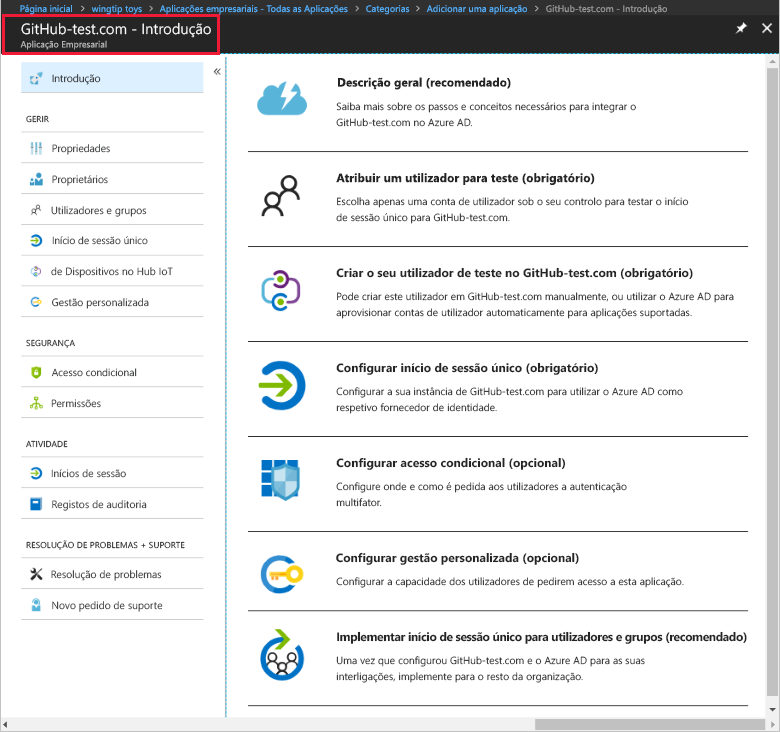 Página inicial > wingtip toys > Aplicações empresariais - Todas as Aplicações > Categorias > Adicionar uma aplicação > GitHub-test.com - Introdução
GitHub-test.com - Introdução
Aplicação Empresarial
Introdução
GERIR
Propriedades
Proprietários
Utilizadores e grupos
Início de sessão único
de Dispositivos no Hub IoT
Gestão personalizada
SEGURANÇA
Acesso condicional
Permissões
ATIVIDADE
Inícios de sessão
Registos de auditoria
RESOLUÇÃO DE PROBLEMAS + SUPORTE
Resolução de problemas
Novo pedido de suporte
Descrição geral (recomendado)
Saiba mais sobre os passos e conceitos necessários para integrar o
GitHub-test.com no Azure AD.
Atribuir um utilizador para teste (obrigatório)
Escolha apenas uma conta de utilizador sob o seu controlo para testar o início
de sessão único para GitHub-test.com.
Criar o seu utilizador de teste no GitHub-test.com (obrigatório)
Pode criar este utilizador em GitHub-test.com manualmente, ou utilizar o Azure AD para
aprovisionar contas de utilizador automaticamente para aplicações suportadas.
Configurar início de sessão único (obrigatório)
Configurar a sua instância de GitHub-test.com para utilizar o Azure AD como
respetivo fornecedor de identidade.
Configurar acesso condicional (opcional)
Configure onde e como é pedida aos utilizadores a autenticação
multifator.
Configurar gestão personalizada (opcional)
Configurar a capacidade dos utilizadores de pedirem acesso a esta aplicação.
Implementar início de sessão único para utilizadores e grupos (recomendado)
Uma vez que configurou GitHub-test.com e o Azure AD para as suas
interligações, implemente para o resto da organização.